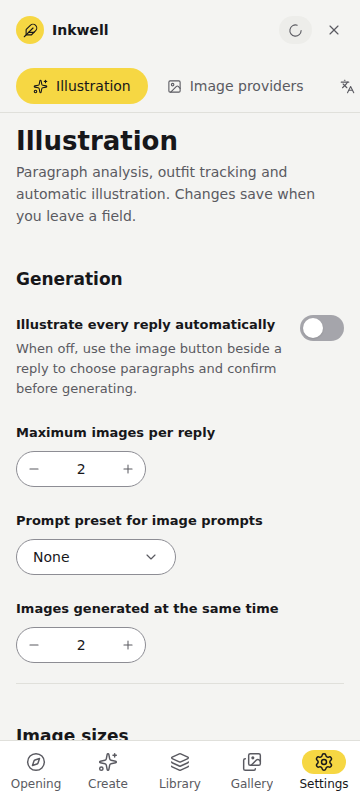 Inkwell
Illustration
Image providers
Illustration
Paragraph analysis, outfit tracking and
automatic illustration. Changes save when
you leave a field.
Generation
Illustrate every reply automatically
When off, use the image button beside a
reply to choose paragraphs and confirm
before generating.
Maximum images per reply
2
Prompt preset for image prompts
None
Images generated at the same time
2
Image sizes
Opening
Create
Library
Gallery
Settings